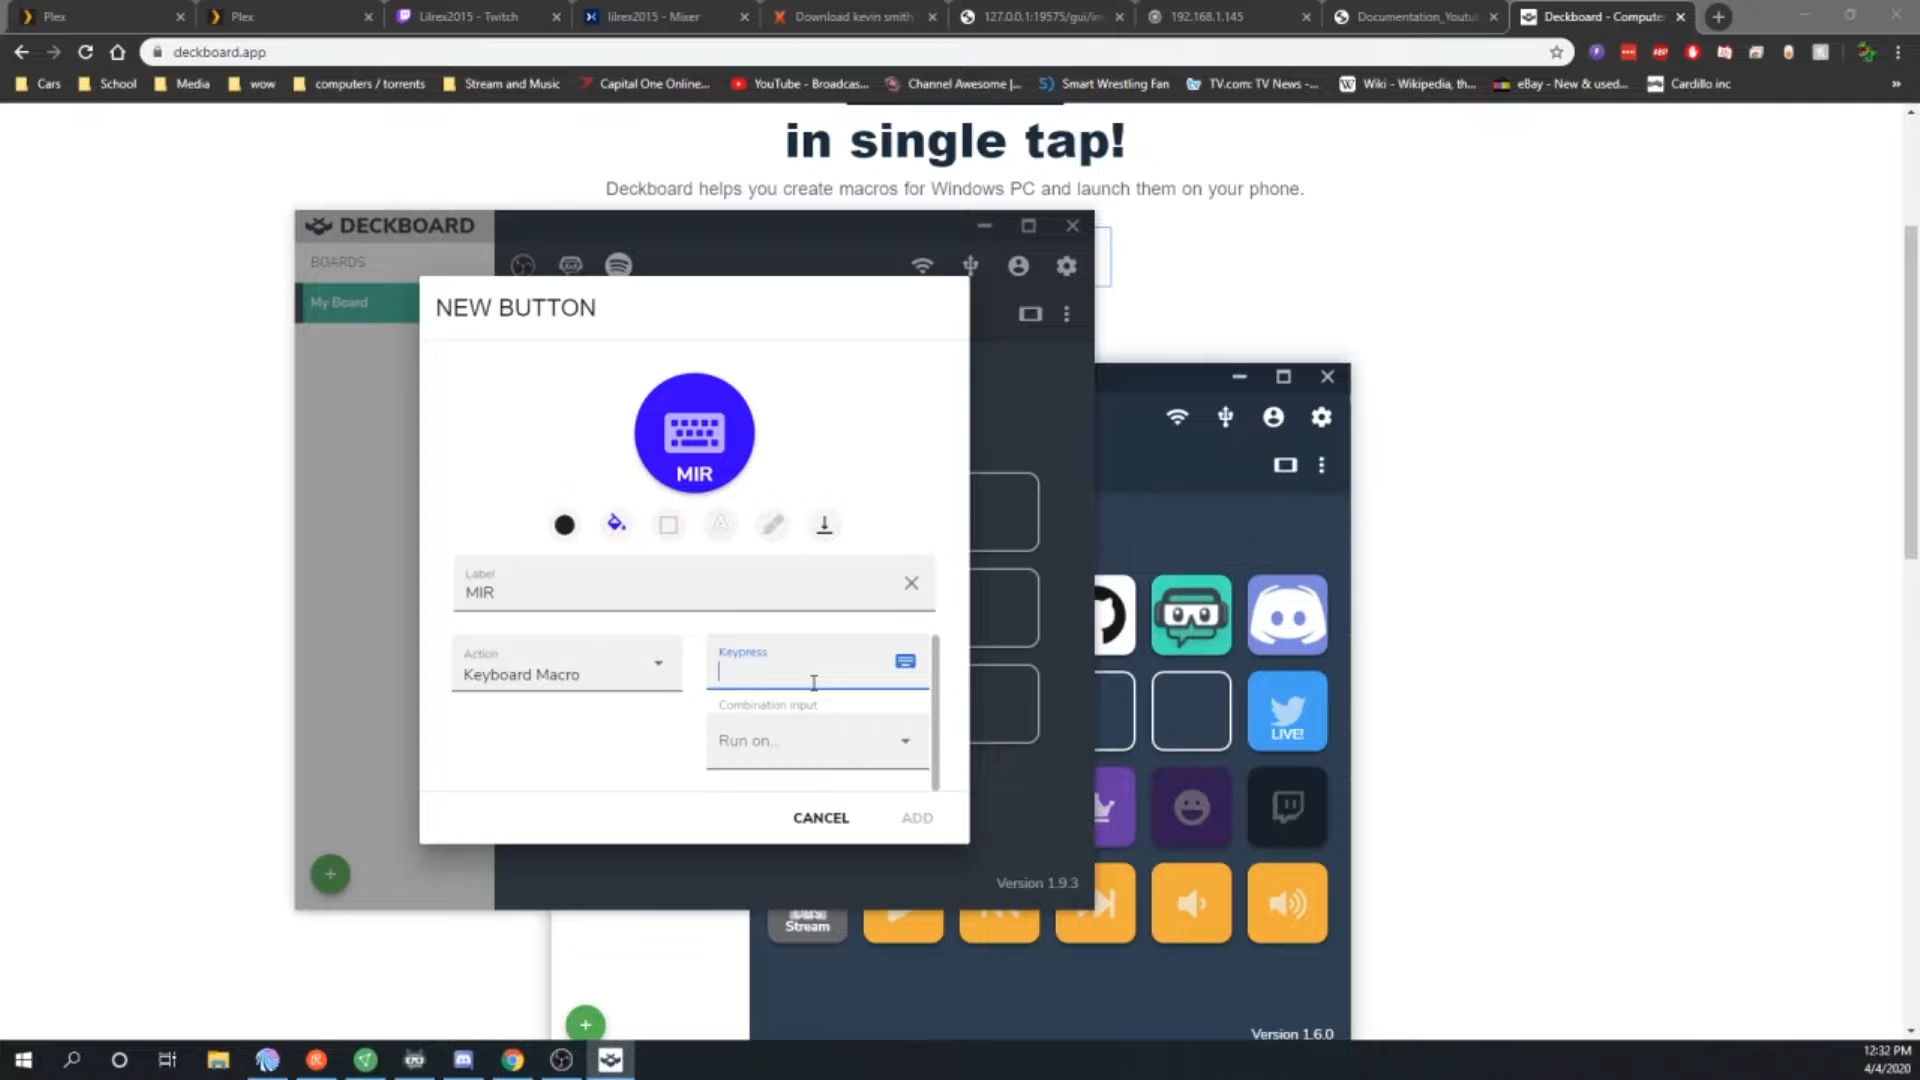 Plex
Plex
Lilrex2015 - Twitch
lilrex2015 - Mixer
Download kevin smith
127.0.0.1:19575/gui/in
192.168.1.145
Documentation_Youtu
Deckboard - Compute
deckboard.app
Cars
School
Media
wow
computers / torrents
Stream and Music
Capital One Online...
YouTube - Broadcas...
Channel Awesome |...
Smart Wrestling Fan
TV.com: TV News -...
Wiki - Wikipedia, th...
eBay - New & used...
Cardillo inc
in single tap!
Deckboard helps you create macros for Windows PC and launch them on your phone.
DECKBOARD
BOARDS
My Board
NEW BUTTON
MIR
Label
MIR
Action
Keyboard Macro
Keypress
Combination input
Run on...
CANCEL
ADD
LIVE!
Version 1.9.3
OBS
Stream
Version 1.6.0
12:32 PM
4/4/2020